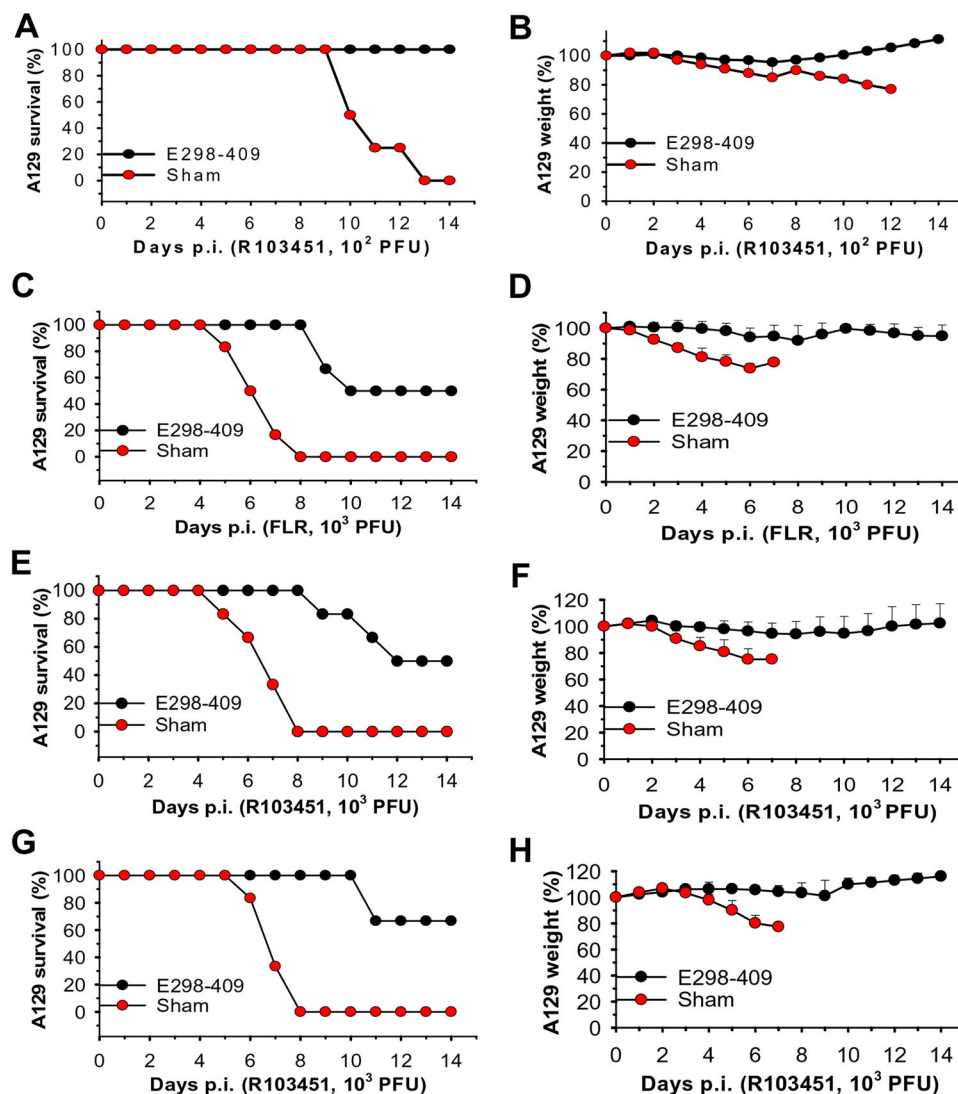 A
A129 survival (%)
100
80
60
40
20
0
E298-409
Sham
0 2 4 6 8 10 12 14
Days p.i. (R103451, 10² PFU)
B
A129 weight (%)
120
100
80
60
40
20
0
E298-409
Sham
0 2 4 6 8 10 12 14
Days p.i. (R103451, 10² PFU)
C
A129 survival (%)
100
80
60
40
20
0
E298-409
Sham
0 2 4 6 8 10 12 14
Days p.i. (FLR, 10³ PFU)
D
A129 weight (%)
100
80
60
40
20
0
E298-409
Sham
0 2 4 6 8 10 12 14
Days p.i. (FLR, 10³ PFU)
E
A129 survival (%)
100
80
60
40
20
0
E298-409
Sham
0 2 4 6 8 10 12 14
Days p.i. (R103451, 10³ PFU)
F
A129 weight (%)
120
100
80
60
40
20
0
E298-409
Sham
0 2 4 6 8 10 12 14
Days p.i. (R103451, 10³ PFU)
G
A129 survival (%)
100
80
60
40
20
0
E298-409
Sham
0 2 4 6 8 10 12 14
Days p.i. (R103451, 10³ PFU)
H
A129 weight (%)
120
100
80
60
40
20
0
E298-409
Sham
0 2 4 6 8 10 12 14
Days p.i. (R103451, 10³ PFU)